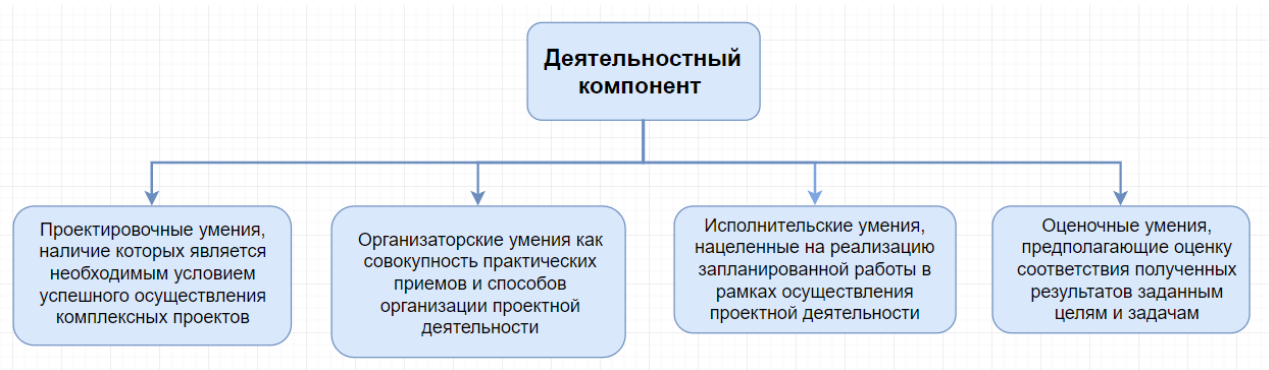 Деятельностный
компонент
Проектировочные умения,
наличие которых является
необходимым условием
успешного осуществления
комплексных проектов
Организаторские умения как
совокупность практических
приемов и способов
организации проектной
деятельности
Исполнительские умения,
нацеленные на реализацию
запланированной работы в
рамках осуществления
проектной деятельности
Оценочные умения,
предполагающие оценку
соответствия полученных
результатов заданным
целям и задачам